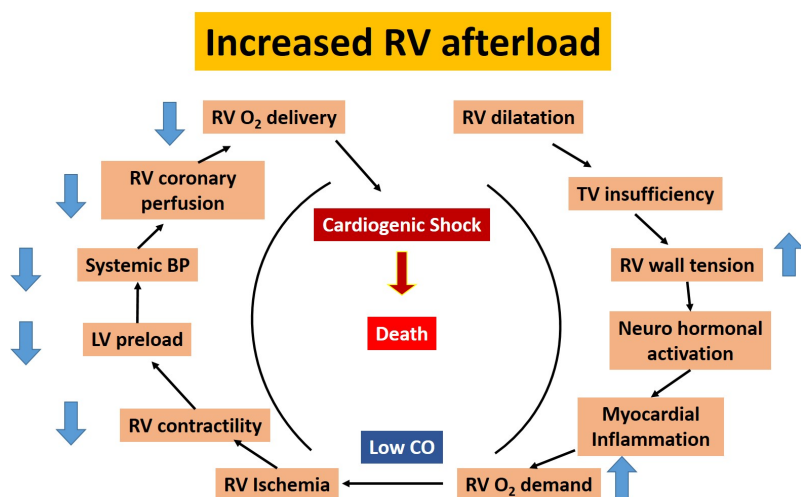 Increased RV afterload
RV O₂ delivery
RV dilatation
RV coronary
perfusion
TV insufficiency
Cardiogenic Shock
Systemic BP
RV wall tension
LV preload
Death
Neuro hormonal
activation
RV contractility
Myocardial
Inflammation
Low CO
RV Ischemia
RV O₂ demand